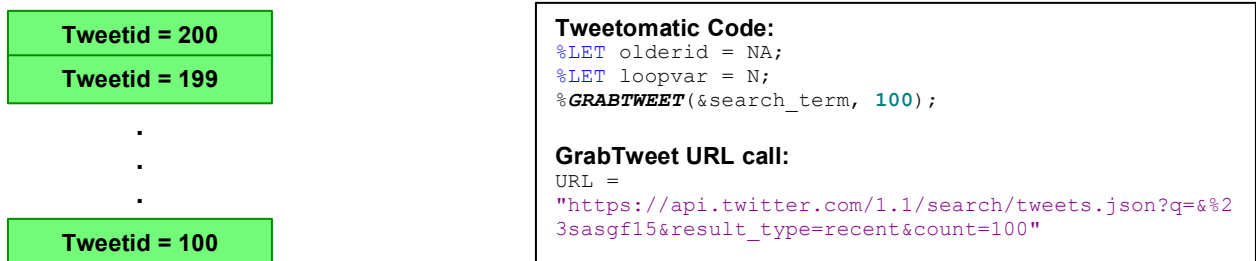 Tweetid = 200
Tweetid = 199
.
.
.
Tweetid = 100
Tweetomatic Code:
%LET olderid = NA;
%LET loopvar = N;
%GRABTWEET(&search_term, 100);
GrabTweet URL call:
URL =
"https://api.twitter.com/1.1/search/tweets.json?q=&%2
3sasgf15&result_type=recent&count=100"